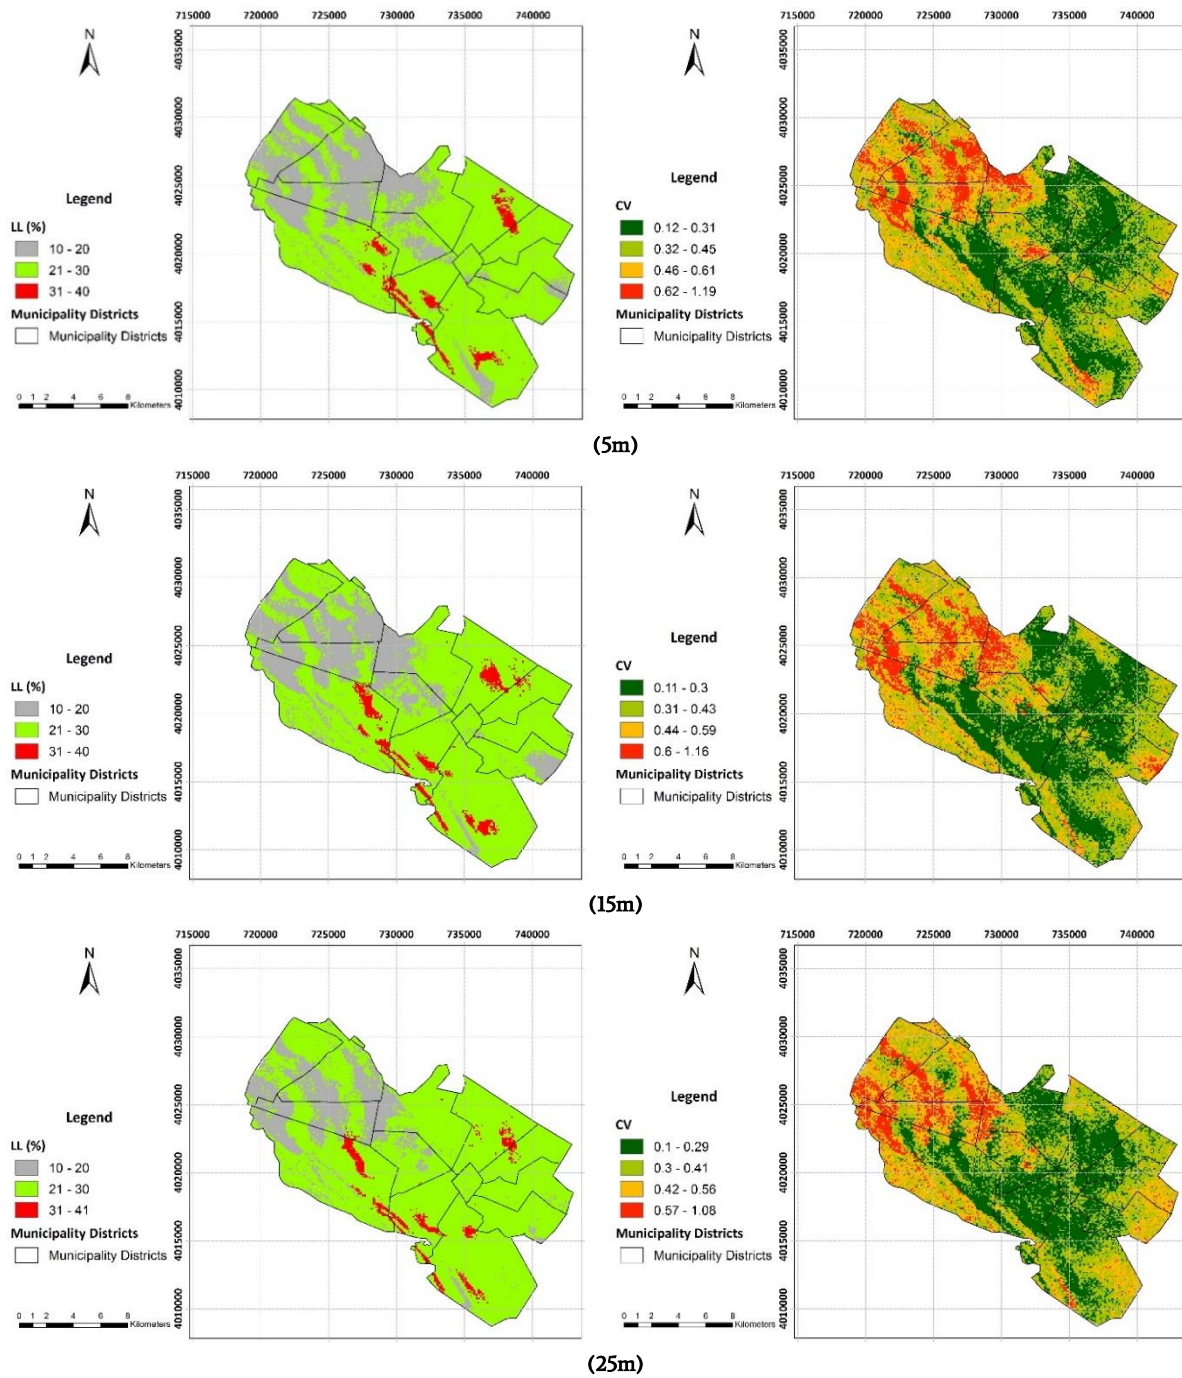 715000 720000 725000 730000 735000 740000
715000 720000 725000 730000 735000 740000
N
4035000
4030000
4025000
4020000
4015000
4010000
Legend
LL (%)
10 - 20
21 - 30
31 - 40
Municipality Districts
Municipality Districts
0 1 2 4 6 8
Kilometers
N
4035000
4030000
4025000
4020000
4015000
4010000
Legend
CV
0.12 - 0.31
0.32 - 0.45
0.46 - 0.61
0.62 - 1.19
Municipality Districts
Municipality Districts
0 1 2 4 6 8
Kilometers
(5m)
715000 720000 725000 730000 735000 740000
715000 720000 725000 730000 735000 740000
N
4035000
4030000
4025000
4020000
4015000
4010000
Legend
LL (%)
10 - 20
21 - 30
31 - 40
Municipality Districts
Municipality Districts
0 1 2 4 6 8
Kilometers
N
4035000
4030000
4025000
4020000
4015000
4010000
Legend
CV
0.11 - 0.3
0.31 - 0.43
0.44 - 0.59
0.6 - 1.16
Municipality Districts
Municipality Districts
0 1 2 4 6 8
Kilometers
(15m)
715000 720000 725000 730000 735000 740000
715000 720000 725000 730000 735000 740000
N
4035000
4030000
4025000
4020000
4015000
4010000
Legend
LL (%)
10 - 20
21 - 30
31 - 41
Municipality Districts
Municipality Districts
0 1 2 4 6 8
Kilometers
N
4035000
4030000
4025000
4020000
4015000
4010000
Legend
CV
0.1 - 0.29
0.3 - 0.41
0.42 - 0.56
0.57 - 1.08
Municipality Districts
Municipality Districts
0 1 2 4 6 8
Kilometers
(25m)